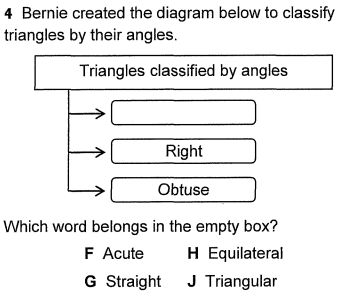 4 Bernie created the diagram below to classify
triangles by their angles.
Triangles classified by angles
Right
Obtuse
Which word belongs in the empty box?
F Acute H Equilateral
G Straight J Triangular